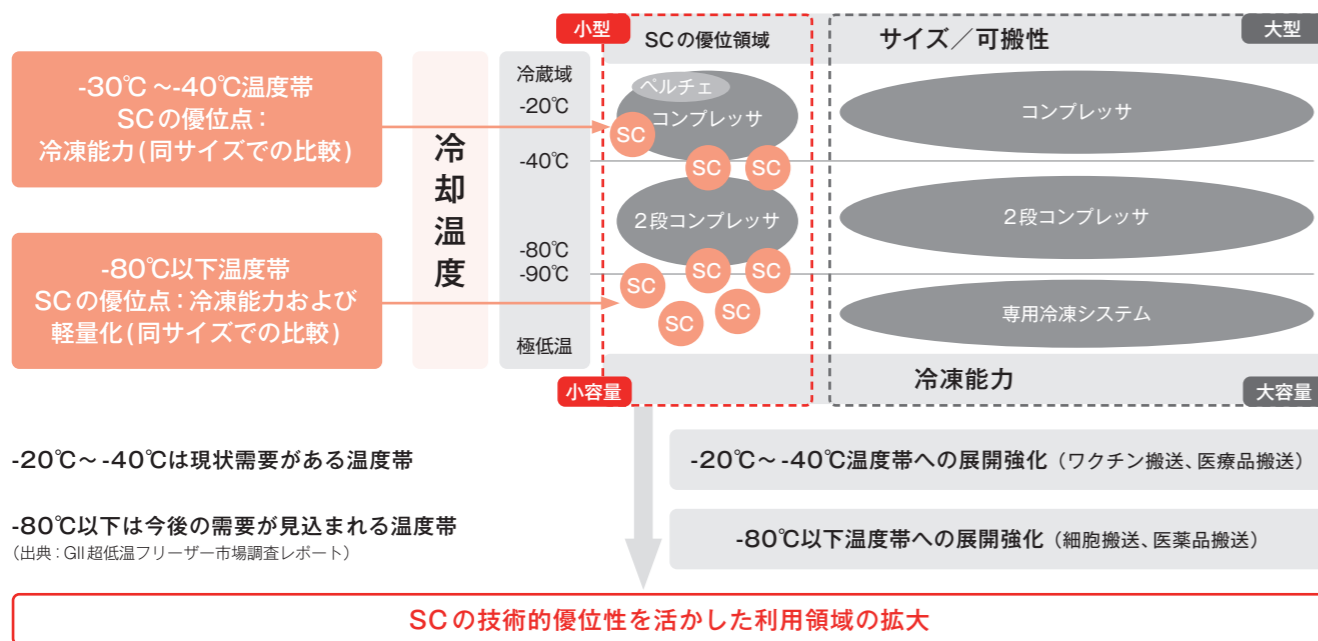 小型
SCの優位領域
サイズ／可搬性
大型
-30℃～-40℃温度帯
SCの優位点：
冷凍能力(同サイズでの比較)
-80℃以下温度帯
SCの優位点：冷凍能力および
軽量化(同サイズでの比較)
冷却温度
冷蔵域
-20℃
-40℃
-80℃
-90℃
極低温
ペルチェ
コンプレッサ
SC
SC
SC
2段コンプレッサ
SC
SC
SC
SC
SC
コンプレッサ
2段コンプレッサ
専用冷凍システム
小容量
冷凍能力
大容量
-20℃～-40℃は現状需要がある温度帯
-80℃以下は今後の需要が見込まれる温度帯
（出典：GII超低温フリーザー市場調査レポート）
-20℃～-40℃温度帯への展開強化（ワクチン搬送、医療品搬送）
-80℃以下温度帯への展開強化（細胞搬送、医薬品搬送）
SCの技術的優位性を活かした利用領域の拡大